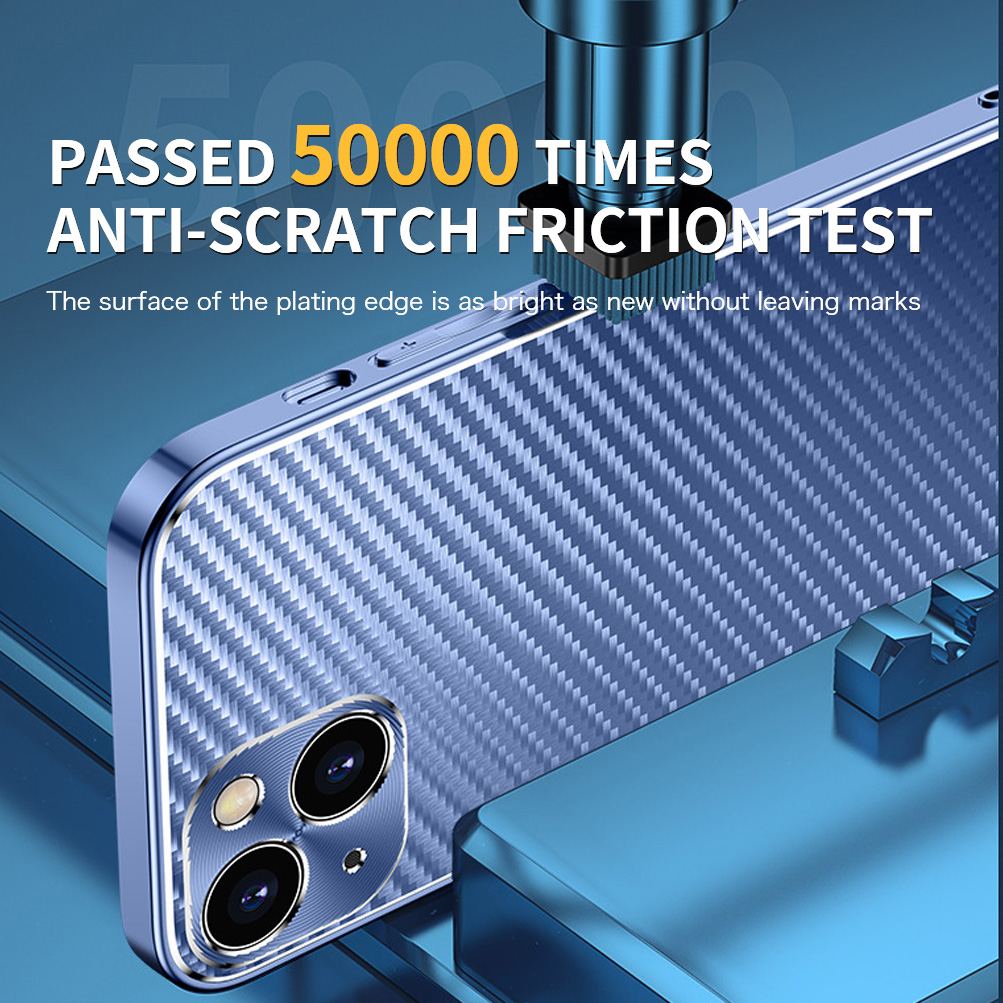 50000
PASSED 50000 TIMES
ANTI-SCRATCH FRICTION TEST
The surface of the plating edge is as bright as new without leaving marks